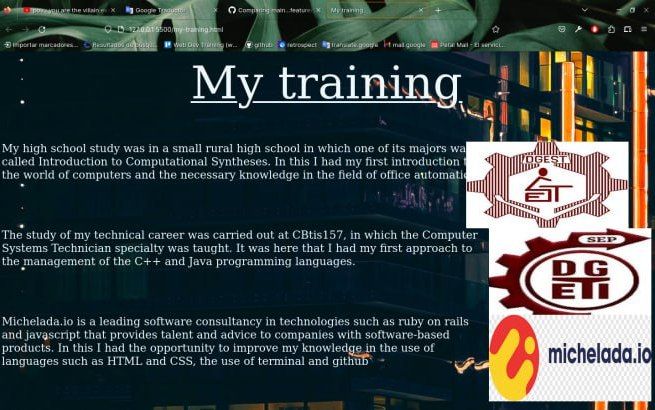 pov: you are the villain e
Google Traductor
Comparing main...feature
My training
127.0.0.1:5500/my-training.html
Importar marcadores...
Resultados de búsqu...
Web Dev Training (w...
github
retrospect
translate.google
mail.google
Petal Mail - El servici...
My training
My high school study was in a small rural high school in which one of its majors wa
called Introduction to Computational Syntheses. In this I had my first introduction t
the world of computers and the necessary knowledge in the field of office automatic
DGEST
The study of my technical career was carried out at CBtis157, in which the Computer
Systems Technician specialty was taught. It was here that I had my first approach to
the management of the C++ and Java programming languages.
SEP
DG
ETI
Michelada.io is a leading software consultancy in technologies such as ruby on rails
and javascript that provides talent and advice to companies with software-based
products. In this I had the opportunity to improve my knowledge in the use of
languages such as HTML and CSS, the use of terminal and github
michelada.io